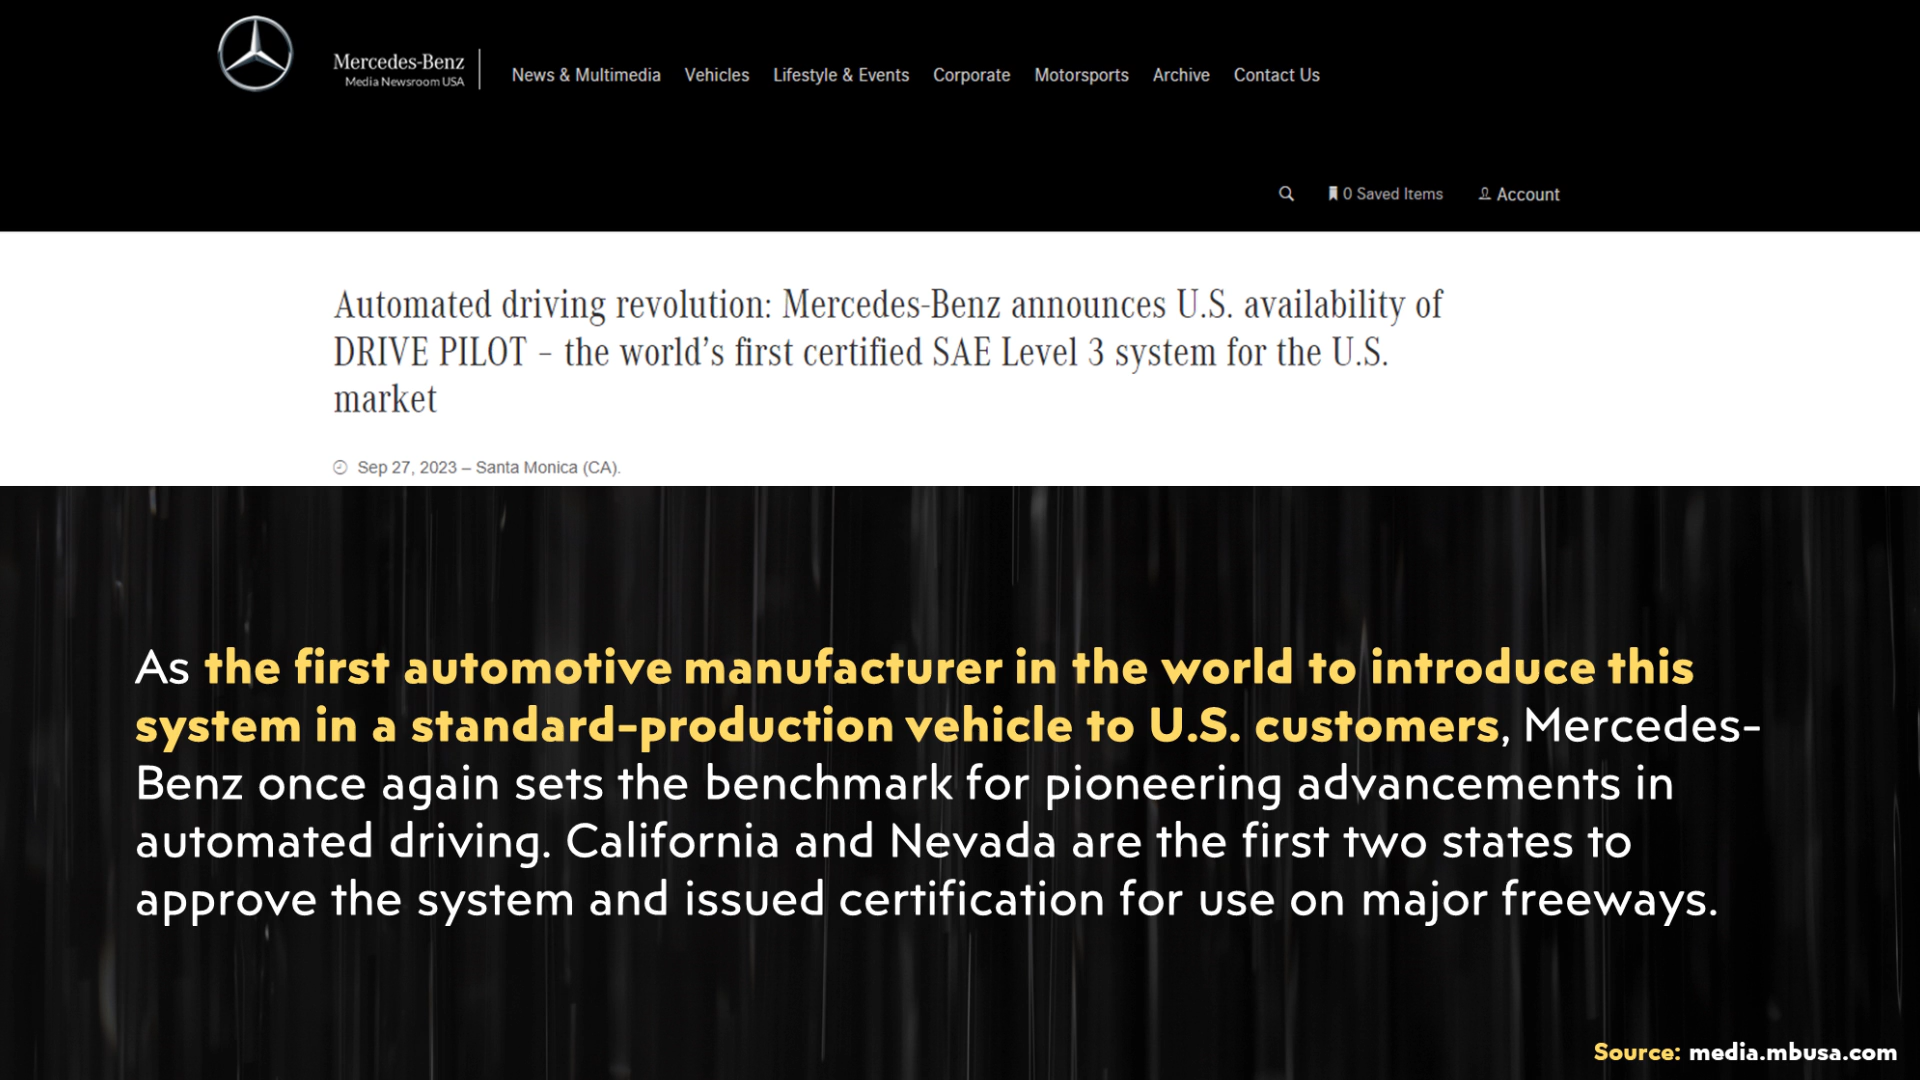 Mercedes-Benz
Media Newsroom USA
News & Multimedia Vehicles Lifestyle & Events Corporate Motorsports Archive Contact Us
0 Saved Items Account
Automated driving revolution: Mercedes-Benz announces U.S. availability of
DRIVE PILOT – the world’s first certified SAE Level 3 system for the U.S.
market
Sep 27, 2023 – Santa Monica (CA).
As the first automotive manufacturer in the world to introduce this
system in a standard-production vehicle to U.S. customers, Mercedes-
Benz once again sets the benchmark for pioneering advancements in
automated driving. California and Nevada are the first two states to
approve the system and issued certification for use on major freeways.
Source: media.mbusa.com